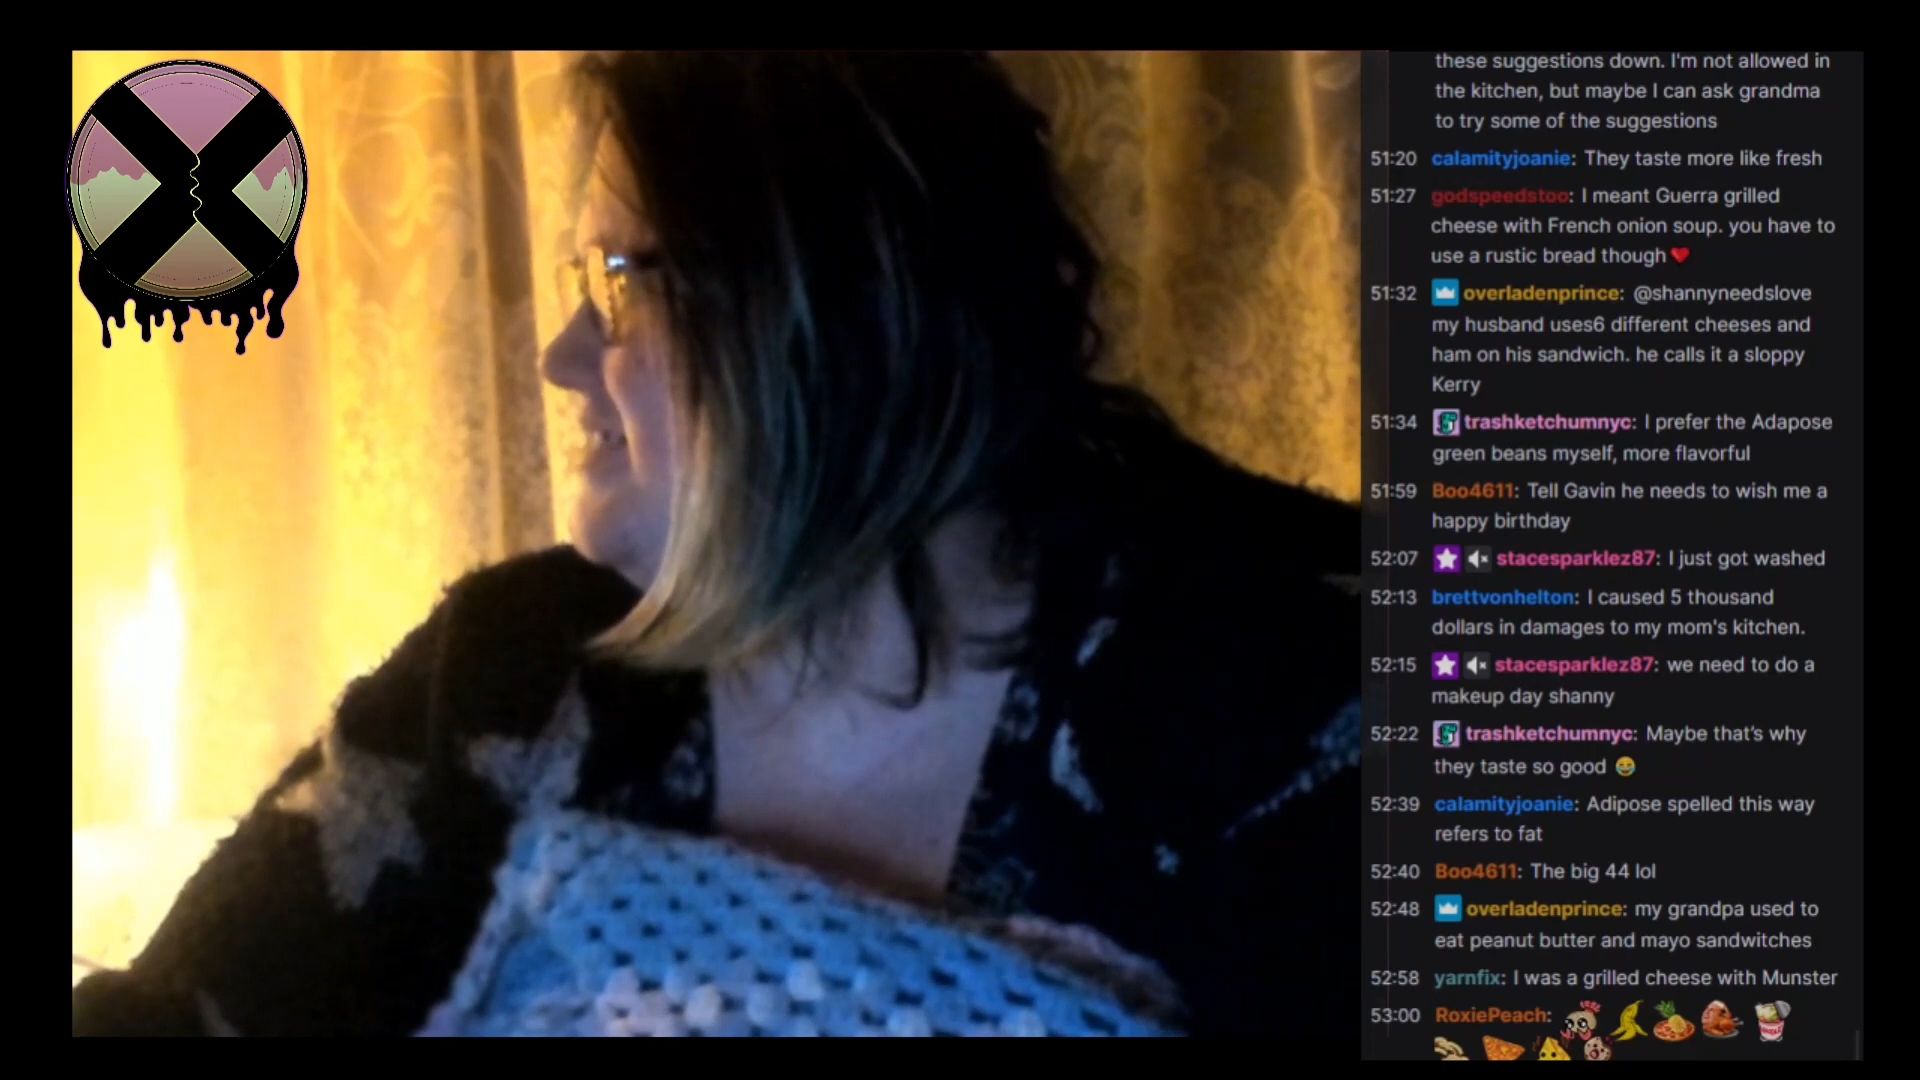 these suggestions down. I'm not allowed in
the kitchen, but maybe I can ask grandma
to try some of the suggestions
51:20 calamityjoanie: They taste more like fresh
51:27 godspeedstoo: I meant Guerra grilled
cheese with French onion soup. you have to
use a rustic bread though❤️
51:32 overladenprince: @shannyneedslove
my husband uses6 different cheeses and
ham on his sandwich. he calls it a sloppy
Kerry
51:34 trashketchumnyc: I prefer the Adapose
green beans myself, more flavorful
51:59 Boo4611: Tell Gavin he needs to wish me a
happy birthday
52:07 stacesparklez87: I just got washed
52:13 brettvonhelton: I caused 5 thousand
dollars in damages to my mom's kitchen.
52:15 stacesparklez87: we need to do a
makeup day shanny
52:22 trashketchumnyc: Maybe that's why
they taste so good 😂
52:39 calamityjoanie: Adipose spelled this way
refers to fat
52:40 Boo4611: The big 44 lol
52:48 overladenprince: my grandpa used to
eat peanut butter and mayo sandwitches
52:58 yarnfix: I was a grilled cheese with Munster
53:00 RoxiePeach: